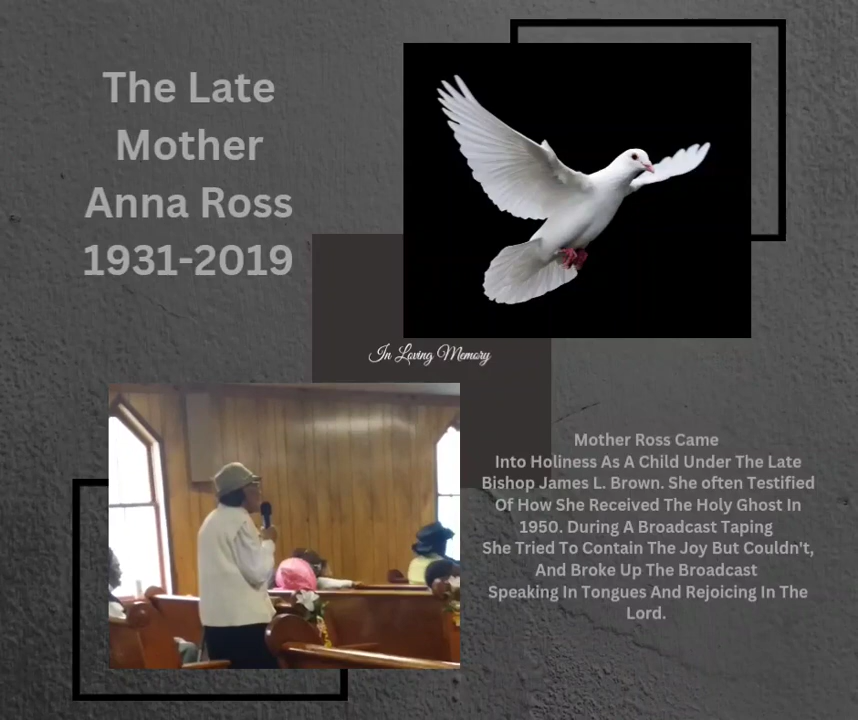 The Late
Mother
Anna Ross
1931-2019
In Loving Memory
Mother Ross Came
Into Holiness As A Child Under The Late
Bishop James L. Brown. She often Testified
Of How She Received The Holy Ghost In
1950. During A Broadcast Taping
She Tried To Contain The Joy But Couldn't,
And Broke Up The Broadcast
Speaking In Tongues And Rejoicing In The
Lord.